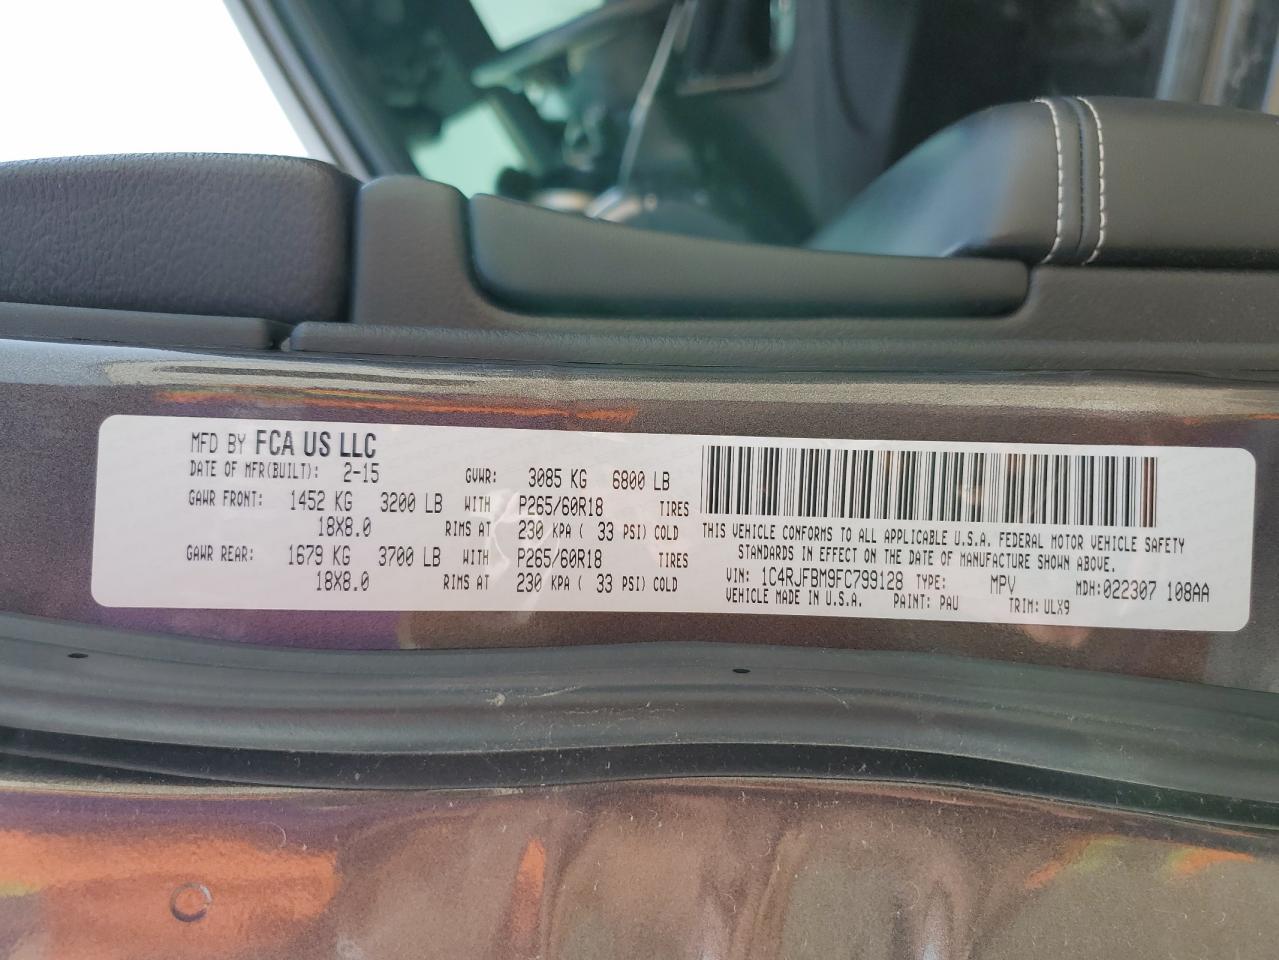 MFD BY FCA US LLC
DATE OF MFR(BUILT): 2-15 GVWR: 3085 KG 6800 LB
GAWR FRONT: 1452 KG 3200 LB WITH P265/60R18 TIRES
18X8.0 RIMS AT 230 KPA ( 33 PSI) COLD
GAWR REAR: 1679 KG 3700 LB WITH P265/60R18 TIRES
18X8.0 RIMS AT 230 KPA ( 33 PSI) COLD
THIS VEHICLE CONFORMS TO ALL APPLICABLE U.S.A. FEDERAL MOTOR VEHICLE SAFETY
STANDARDS IN EFFECT ON THE DATE OF MANUFACTURE SHOWN ABOVE.
VIN: 1C4RJFBM9FC799128 TYPE: MPV MDH:022307 108AA
VEHICLE MADE IN U.S.A. PAINT: PAU TRIM: ULX9